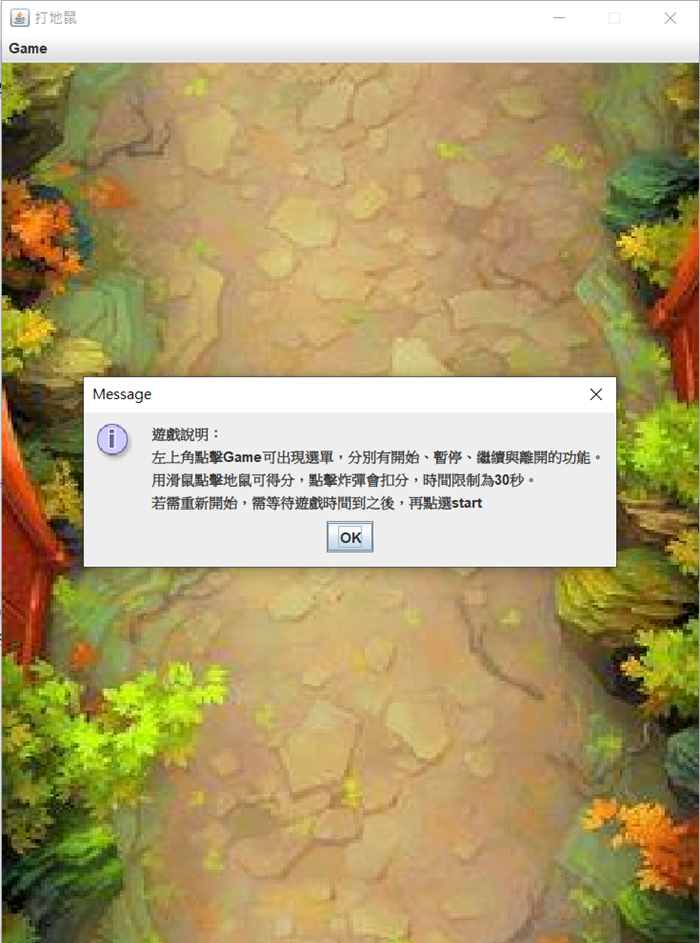 打地鼠
Game
Message
遊戲說明：
左上角點擊Game可出現選單，分別有開始、暫停、繼續與離開的功能。
用滑鼠點擊地鼠可得分，點擊炸彈會扣分，時間限制為30秒。
若需重新開始，需等待遊戲時間到之後，再點選start
OK